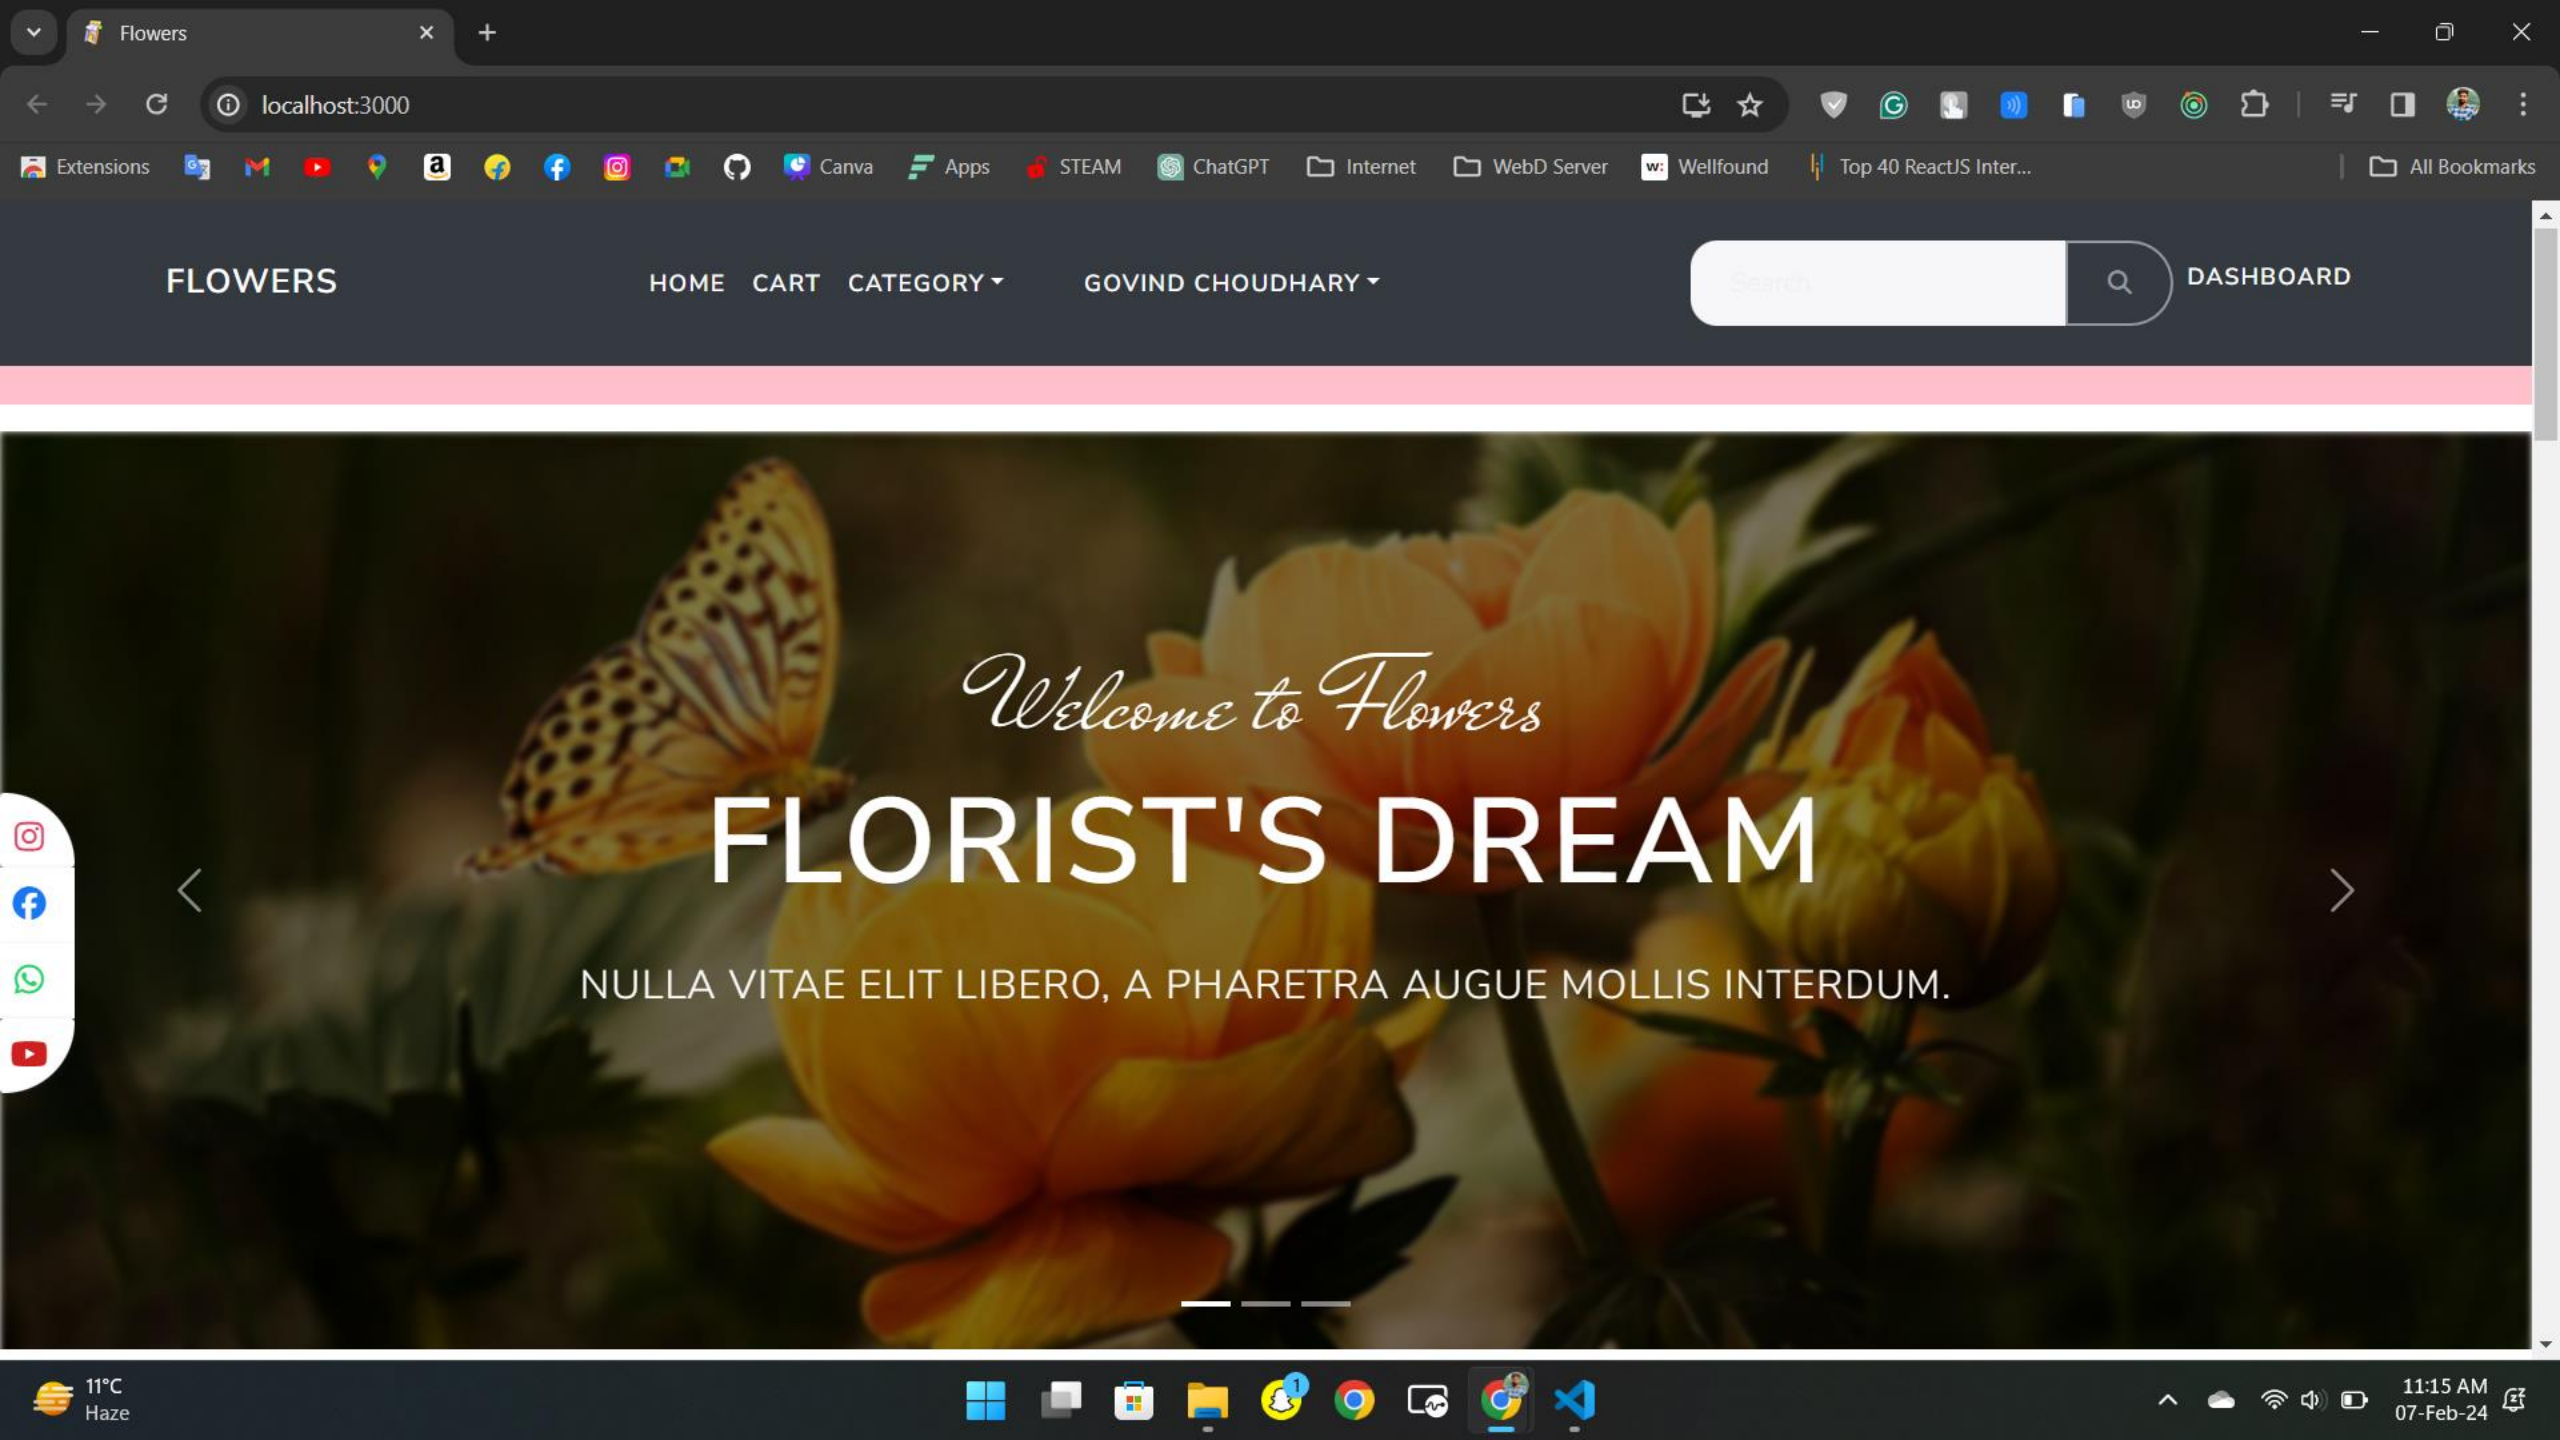 Flowers
localhost:3000
Extensions
Canva
Apps
STEAM
ChatGPT
Internet
WebD Server
Wellfound
Top 40 ReactJS Inter...
All Bookmarks
FLOWERS
HOME
CART
CATEGORY
GOVIND CHOUDHARY
Search
DASHBOARD
Welcome to Flowers
FLORIST'S DREAM
NULLA VITAE ELIT LIBERO, A PHARETRA AUGUE MOLLIS INTERDUM.
11°C
Haze
1
11:15 AM
07-Feb-24